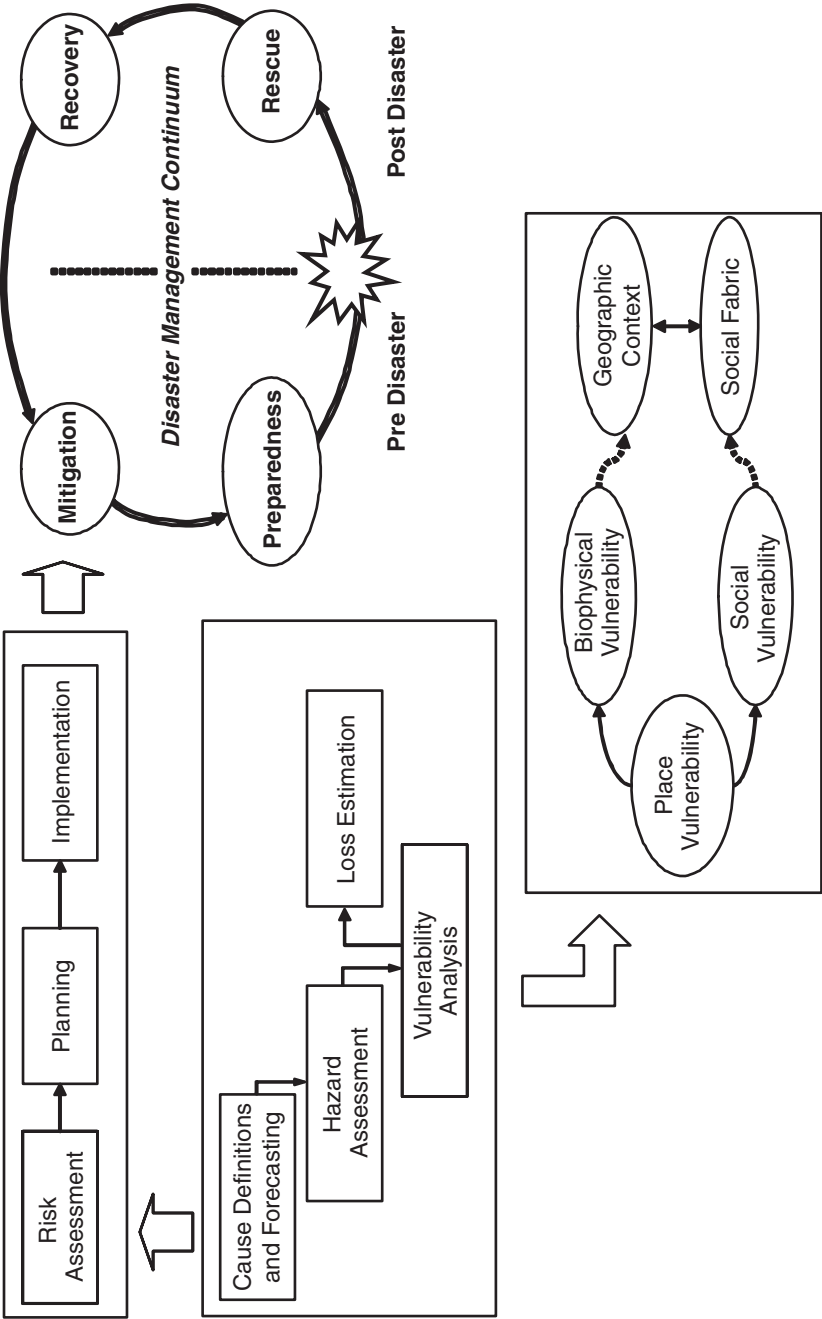 Risk
Assessment
Planning
Implementation
Cause Definitions
and Forecasting
Hazard
Assessment
Vulnerability
Analysis
Loss Estimation
Mitigation
Recovery
Disaster Management Continuum
Preparedness
Rescue
Pre Disaster
Post Disaster
Place
Vulnerability
Biophysical
Vulnerability
Geographic
Context
Social
Vulnerability
Social Fabric